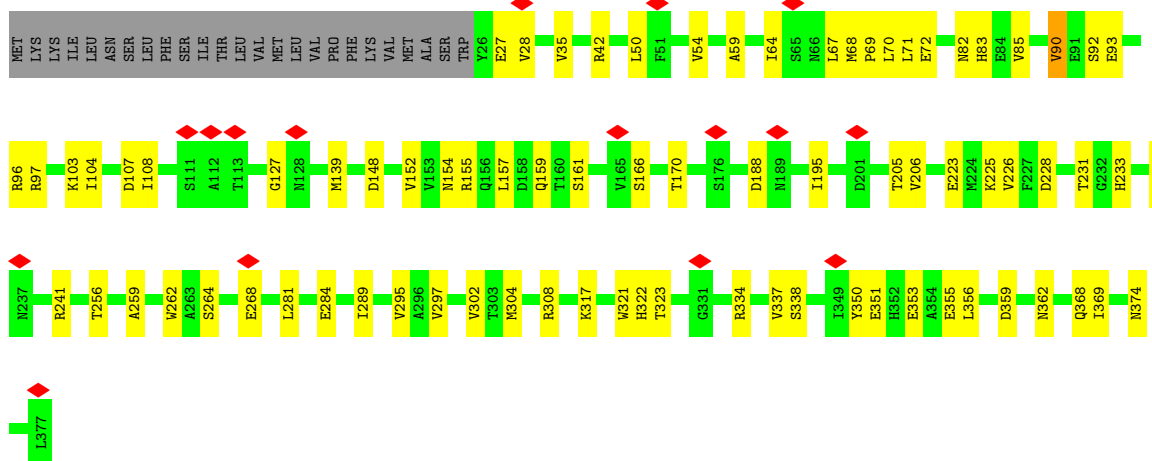 MET LYS LYS ILE LEU ASN SER LEU PHE SER ILE THR LEU VAL MET LEU VAL PRO PHE LYS VAL MET ALA SER TRP Y26 E27 V28 V35 R42 L50 F51 V54 A59 I64 S65 N66 L67 M68 P69 L70 L71 E72 N82 H83 E84 V85 V90 E91 S92 E93
R96 R97 K103 I104 D107 I108 S111 A112 T113 G127 N128 M139 D148 V152 V153 N154 R155 Q156 L157 D158 Q159 T160 S161 V165 S166 T170 S176 D188 N189 I195 D201 T205 V206 E223 M224 K225 V226 F227 D228 T231 G232 H233
N237 R241 T256 A259 W262 A263 S264 E268 L281 E284 I289 V295 A296 V297 V302 T303 M304 R308 K317 W321 H322 T323 G331 R334 V337 S338 I349 Y350 E351 H352 E353 A354 E355 L356 D359 N362 Q368 I369 N374
L377